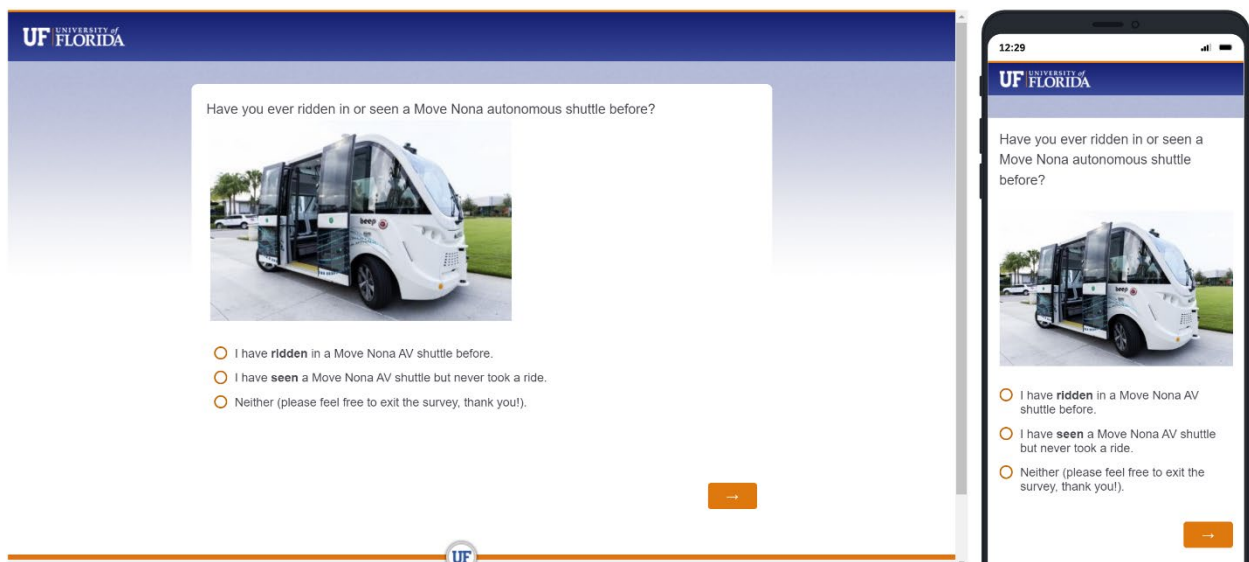 UF UNIVERSITY of
FLORIDA
Have you ever ridden in or seen a Move Nona autonomous shuttle before?
beep
I have ridden in a Move Nona AV shuttle before.
I have seen a Move Nona AV shuttle but never took a ride.
Neither (please feel free to exit the survey, thank you!).
→
UF
12:29
UF UNIVERSITY of
FLORIDA
Have you ever ridden in or seen a
Move Nona autonomous shuttle
before?
beep
I have ridden in a Move Nona AV
shuttle before.
I have seen a Move Nona AV shuttle
but never took a ride.
Neither (please feel free to exit the
survey, thank you!).
→